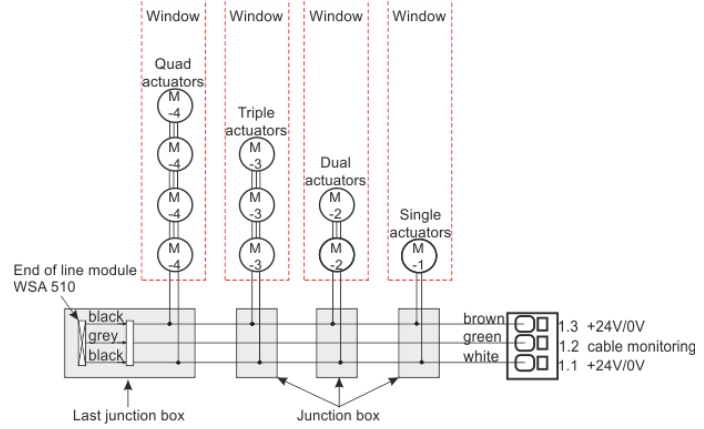 Window
Window
Window
Window
Quad
actuators
M
-4
M
-4
M
-4
M
-4
Triple
actuators
M
-3
M
-3
M
-3
Dual
actuators
M
-2
M
-2
Single
actuators
M
-1
End of line module
WSA 510
black
grey
black
brown
green
white
1.3 +24V/0V
1.2 cable monitoring
1.1 +24V/0V
Last junction box
Junction box